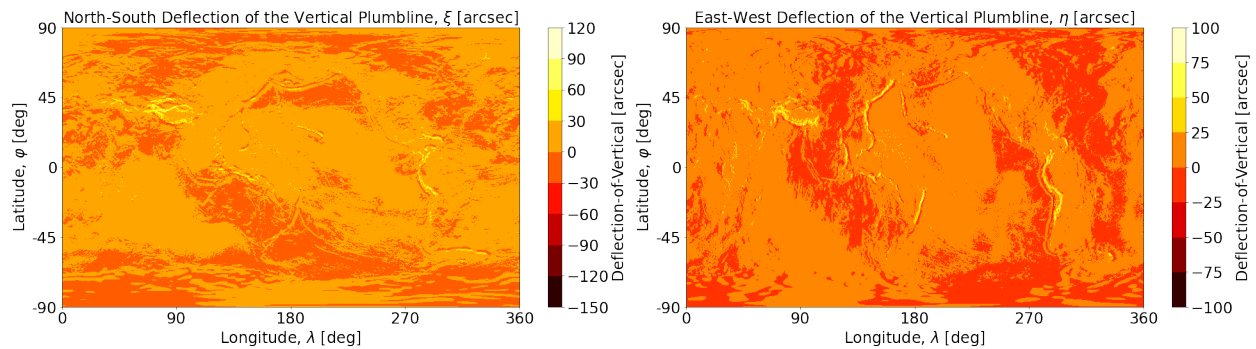 North-South Deflection of the Vertical Plumbline, ξ [arcsec]
90
45
0
-45
-90
Latitude, φ [deg]
0 90 180 270 360
Longitude, λ [deg]
120
90
60
30
0
−30
−60
−90
−120
−150
Deflection-of-Vertical [arcsec]
East-West Deflection of the Vertical Plumbline, η [arcsec]
90
45
0
-45
-90
Latitude, φ [deg]
0 90 180 270 360
Longitude, λ [deg]
100
75
50
25
0
−25
−50
−75
−100
Deflection-of-Vertical [arcsec]